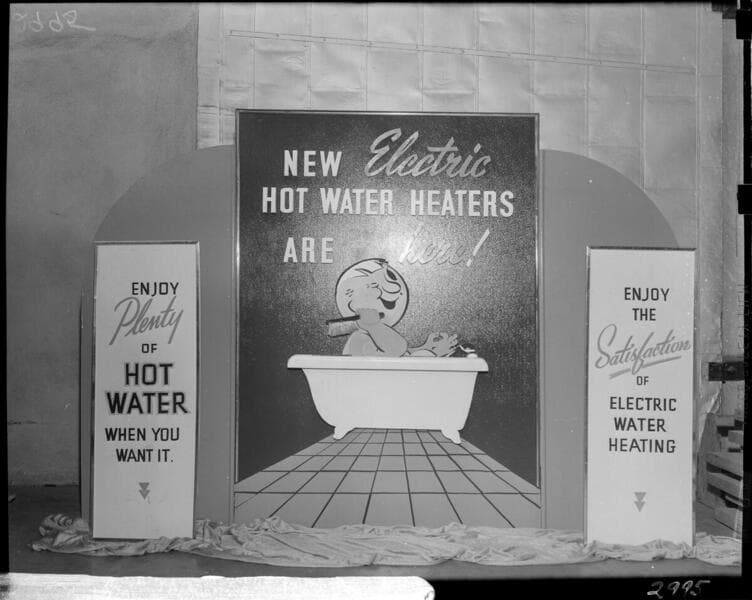 NEW Electric
HOT WATER HEATERS
ARE here!
ENJOY
Plenty
OF
HOT
WATER
WHEN YOU
WANT IT.
ENJOY
THE
Satisfaction
OF
ELECTRIC
WATER
HEATING
2995